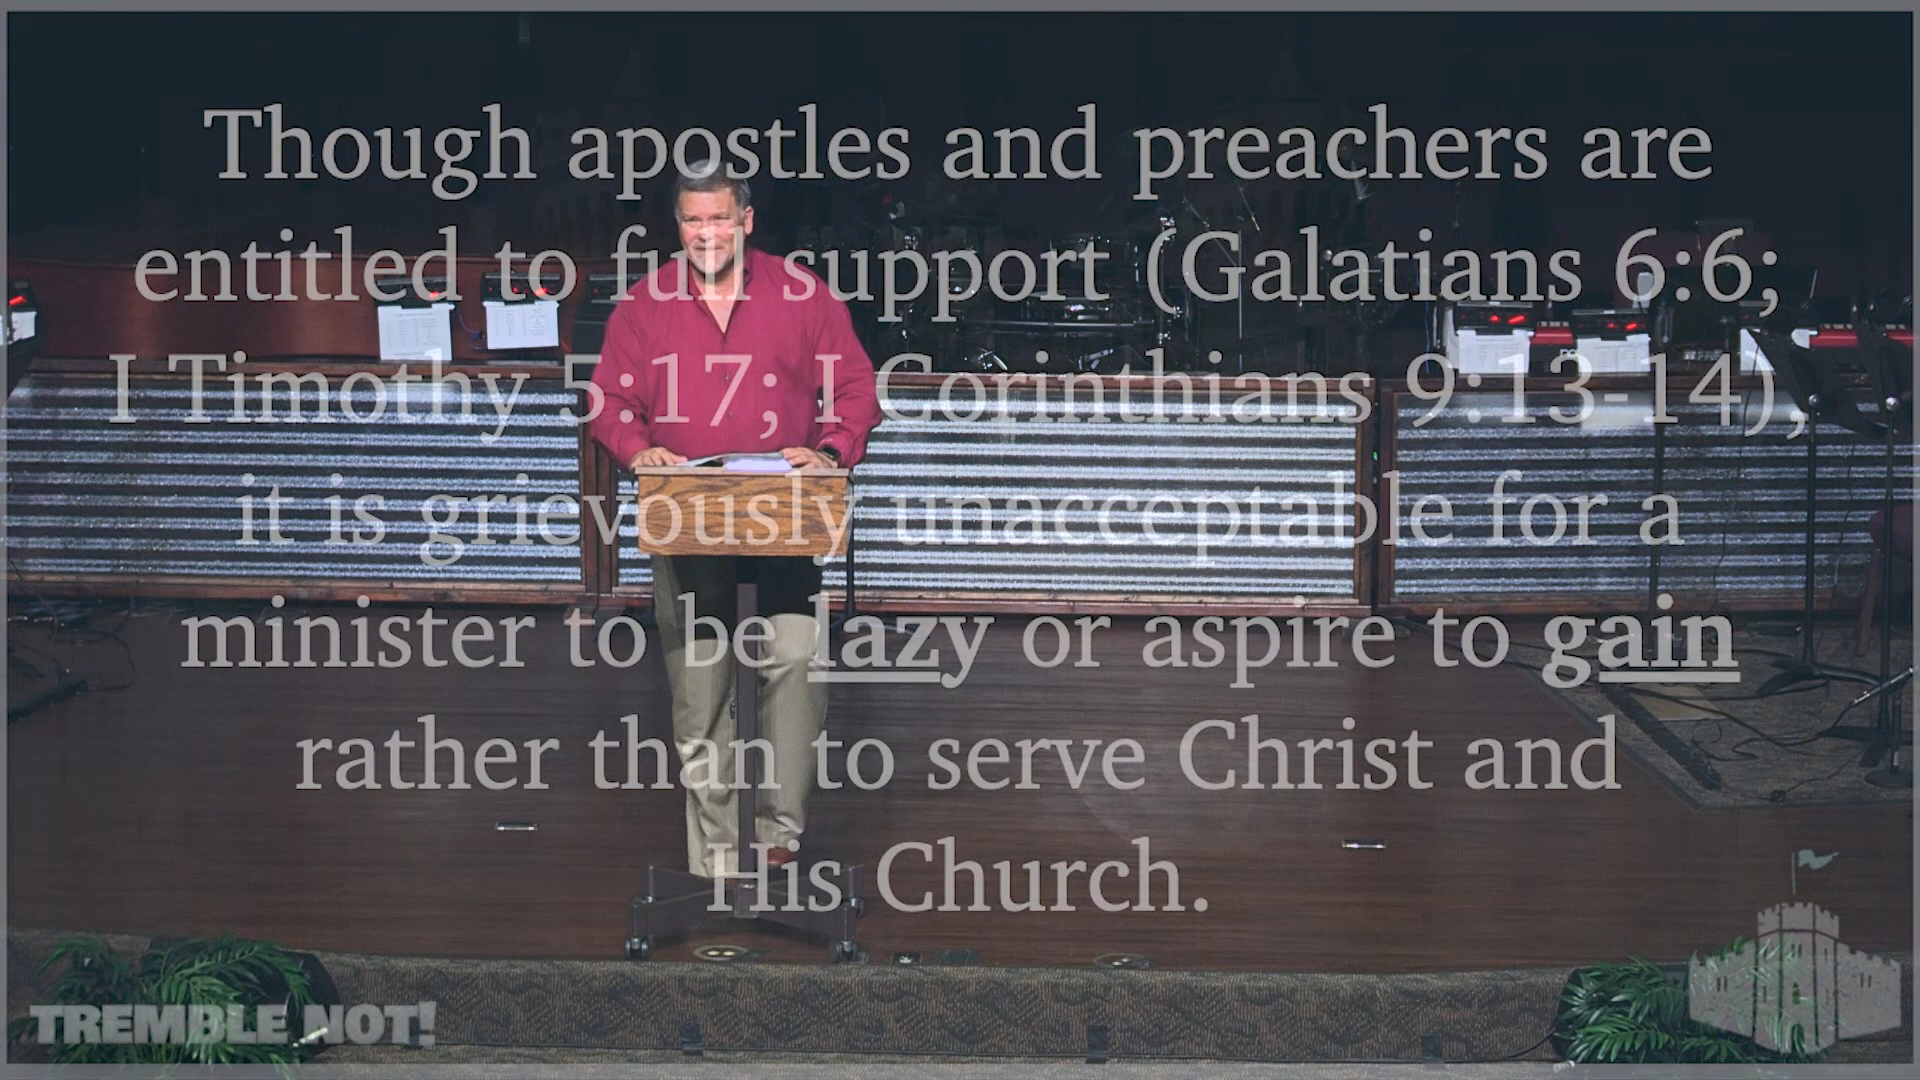 Though apostles and preachers are
entitled to full support (Galatians 6:6;
I Timothy 5:17; I Corinthians 9:13-14),
it is grievously unacceptable for a
minister to be lazy or aspire to gain
rather than to serve Christ and
His Church.
TREMBLE NOT!